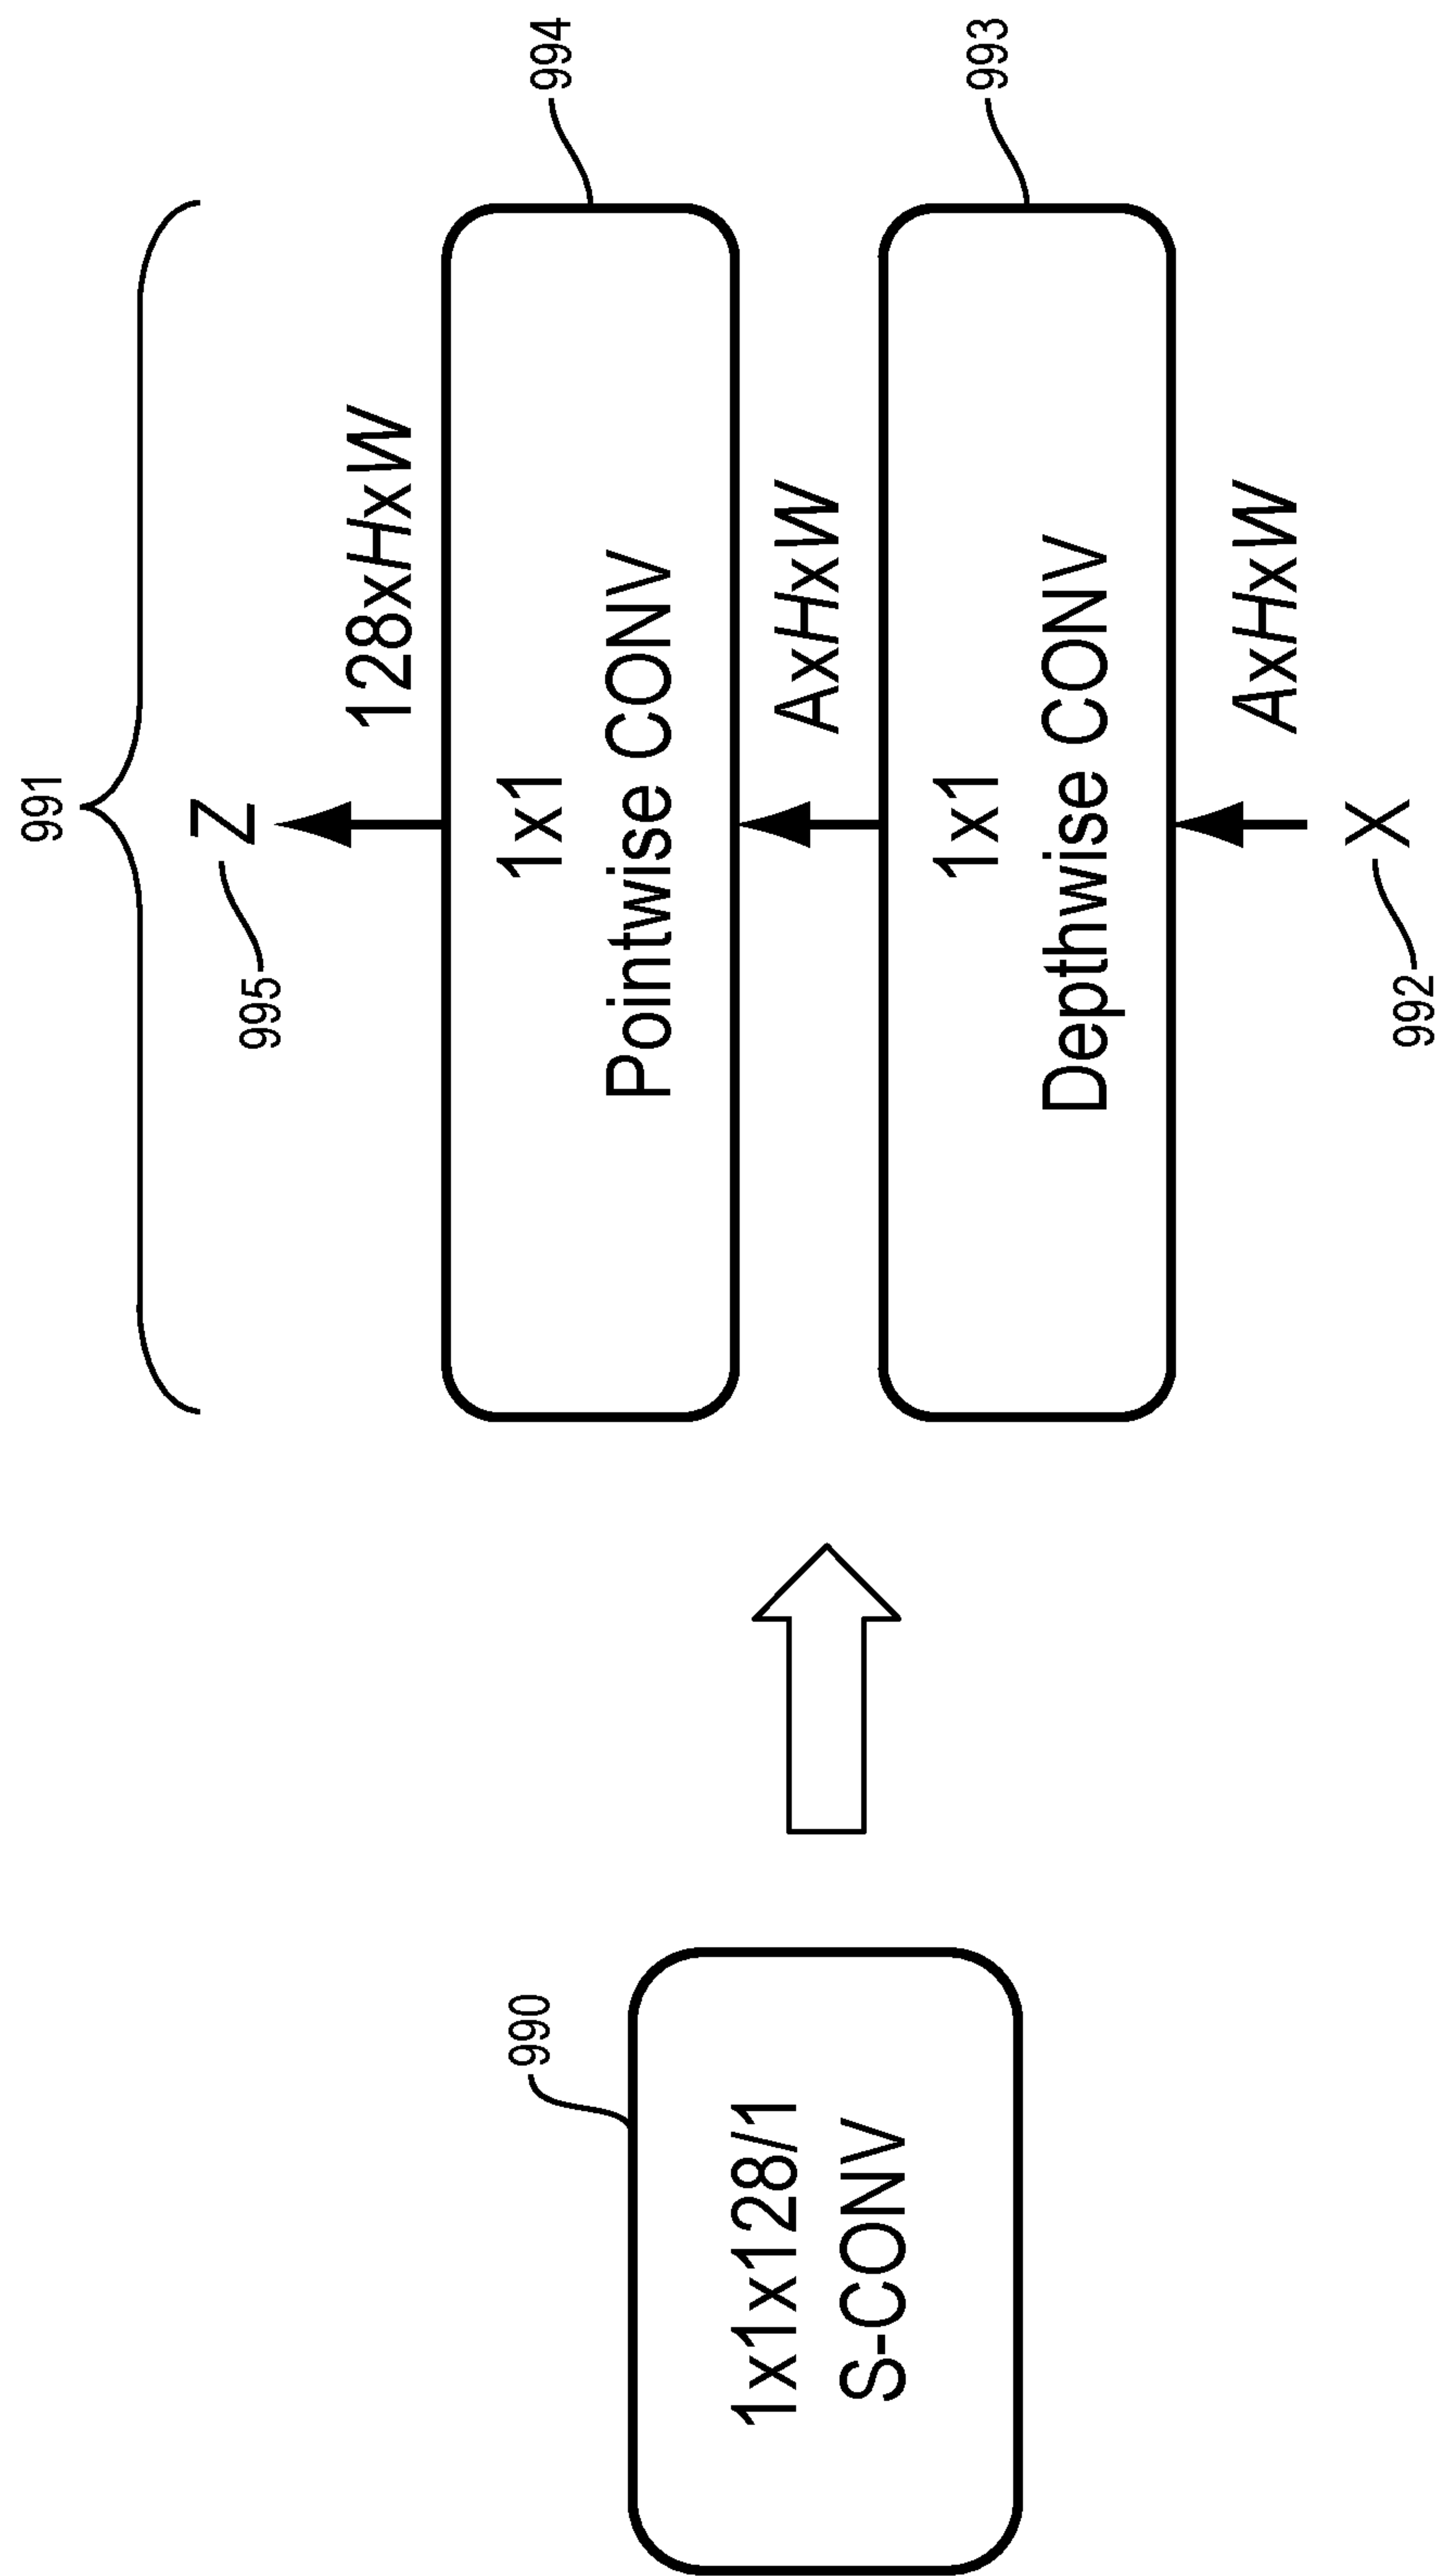 991
Z
995
128xHxW
994
1x1
Pointwise CONV
AxHxW
993
1x1
Depthwise CONV
AxHxW
X
992
990
1x1x128/1
S-CONV